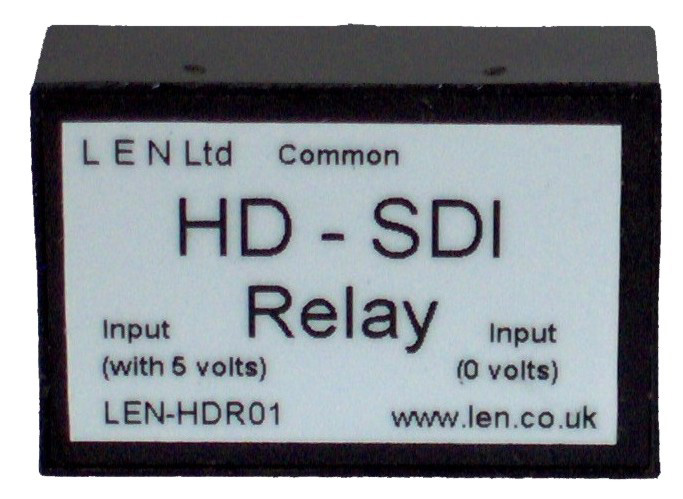 L E N Ltd Common
HD - SDI
Relay
Input Input
(with 5 volts) (0 volts)
LEN-HDR01 www.len.co.uk